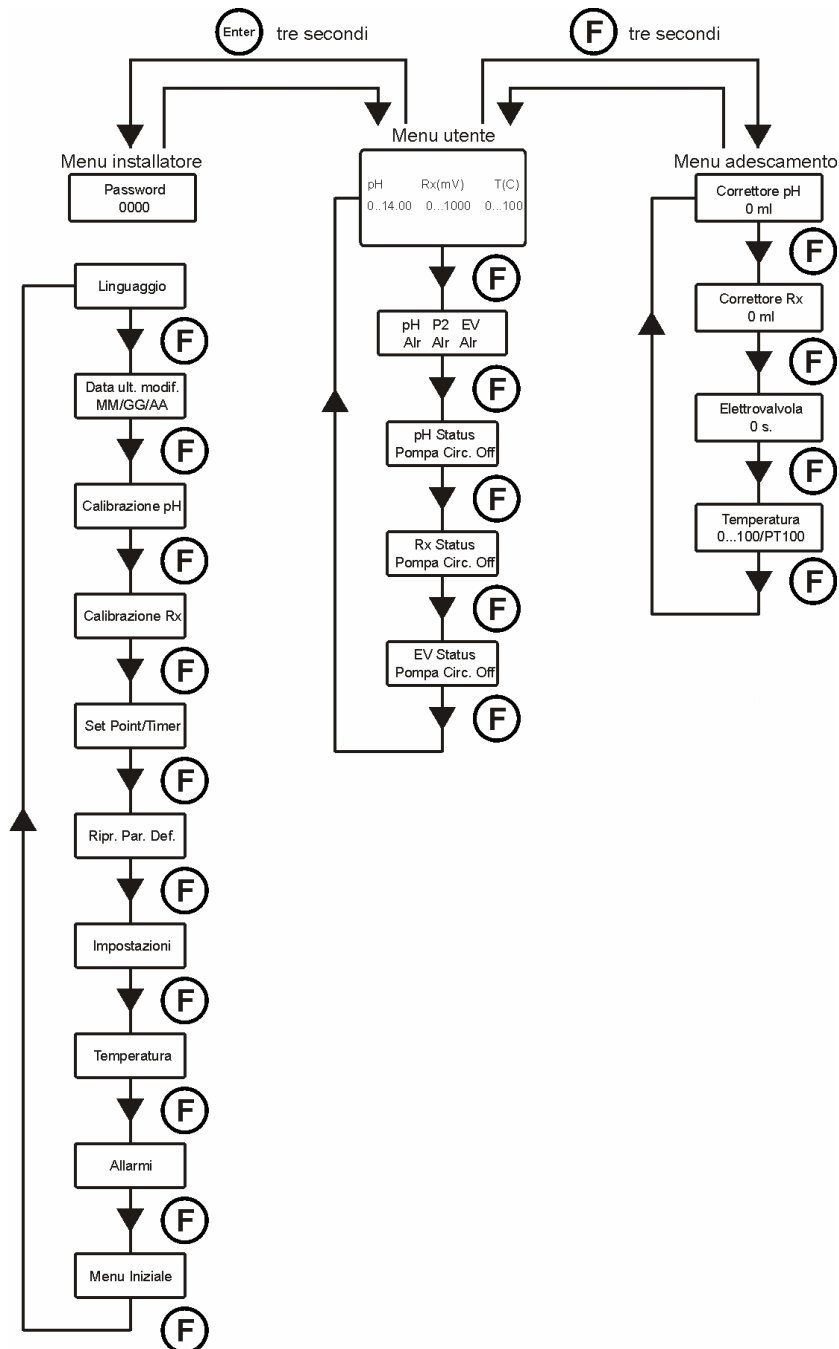 Enter
tre secondi
F
tre secondi
Menu installatore
Password
0000
Linguaggio
F
Data ult. modif.
MM/GG/AA
F
Calibrazione pH
F
Calibrazione Rx
F
Set Point/Timer
F
Ripr. Par. Def.
F
Impostazioni
F
Temperatura
F
Allarmi
F
Menu Iniziale
F
Menu utente
pH Rx(mV) T(C)
0..14.00 0...1000 0...100
F
pH P2 EV
Alr Alr Alr
F
pH Status
Pompa Circ. Off
F
Rx Status
Pompa Circ. Off
F
EV Status
Pompa Circ. Off
F
Menu adescamento
Correttore pH
0 ml
F
Correttore Rx
0 ml
F
Elettrovalvola
0 s.
F
Temperatura
0...100/PT100
F